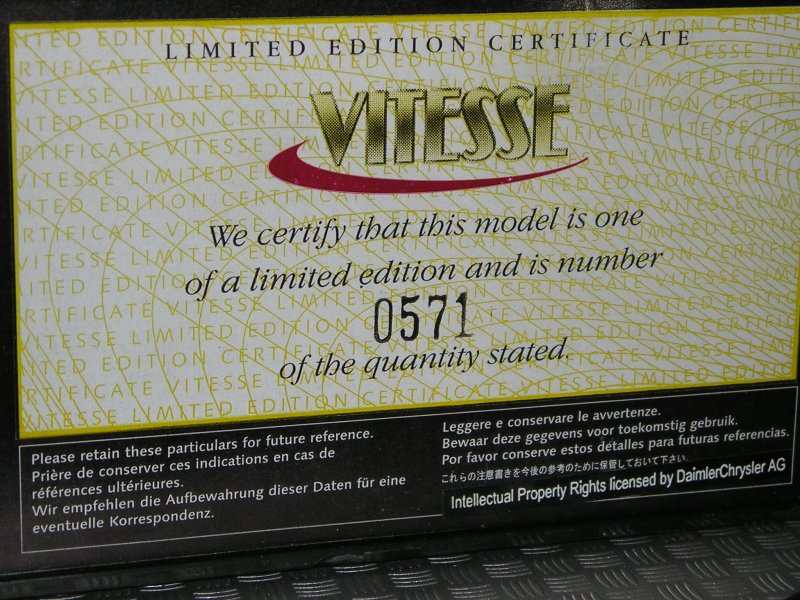 LIMITED EDITION CERTIFICATE
VITESSE
We certify that this model is one
of a limited edition and is number
0571
of the quantity stated.
Please retain these particulars for future reference.
Prière de conserver ces indications en cas de
références ultérieures.
Wir empfehlen die Aufbewahrung dieser Daten für eine
eventuelle Korrespondenz.
Leggere e conservare le avvertenze.
Bewaar deze gegevens voor toekomstig gebruik.
Por favor conserve estos détalles para futuras referencias.
これらの注意書きを今後の参考のために保管しておいて下さい.
Intellectual Property Rights licensed by DaimlerChrysler AG